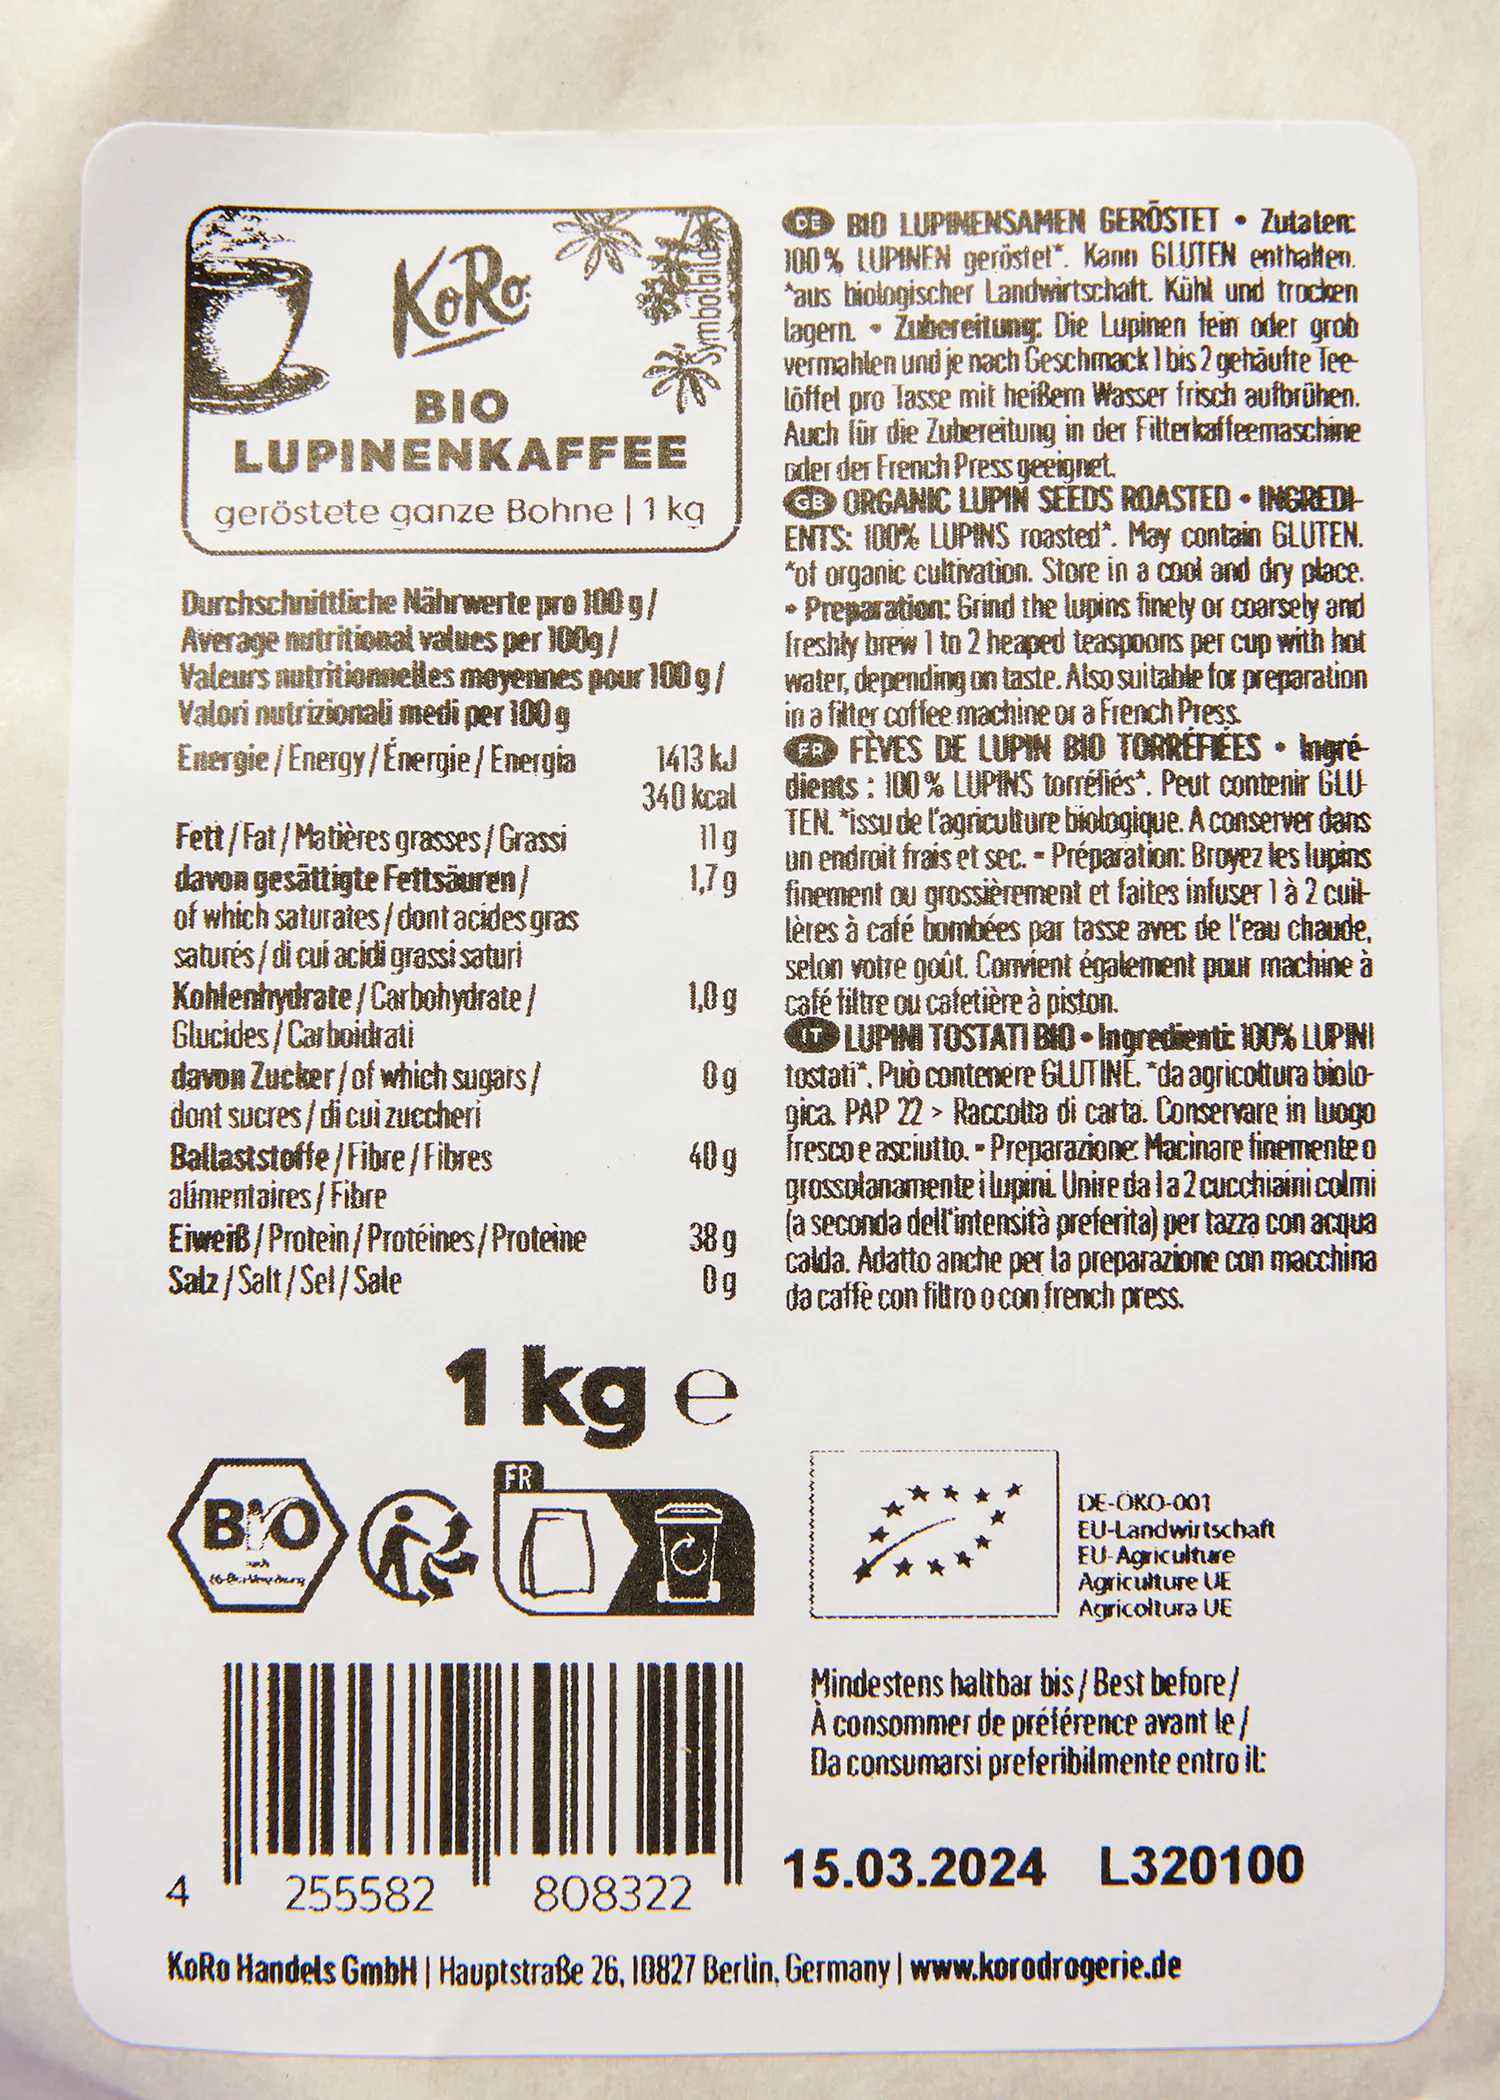 KoRo
Symbolbild
BIO
LUPINENKAFFEE
geröstete ganze Bohne | 1 kg
Durchschnittliche Nährwerte pro 100 g /
Average nutritional values per 100g /
Valeurs nutritionnelles moyennes pour 100 g /
Valori nutrizionali medi per 100 g
Energie / Energy / Énergie / Energia 1413 kJ
340 kcal
Fett / Fat / Matières grasses / Grassi 11 g
davon gesättigte Fettsäuren / 1,7 g
of which saturates / dont acides gras
saturés / di cui acidi grassi saturi
Kohlenhydrate / Carbohydrate / 1,0 g
Glucides / Carboidrati
davon Zucker / of which sugars / 0 g
dont sucres / di cui zuccheri
Ballaststoffe / Fibre / Fibres 40 g
alimentaires / Fibre
Eiweiß / Protein / Protéines / Proteine 38 g
Salz / Salt / Sel / Sale 0 g
1 kg e
DE BIO LUPINENSAMEN GERÖSTET • Zutaten:
100 % LUPINEN geröstet*. Kann GLUTEN enthalten.
*aus biologischer Landwirtschaft. Kühl und trocken
lagern. • Zubereitung: Die Lupinen fein oder grob
vermahlen und je nach Geschmack 1 bis 2 gehäufte Tee-
löffel pro Tasse mit heißem Wasser frisch aufbrühen.
Auch für die Zubereitung in der Filterkaffeemaschine
oder der French Press geeignet.
GB ORGANIC LUPIN SEEDS ROASTED • INGREDI-
ENTS: 100% LUPINS roasted*. May contain GLUTEN.
*of organic cultivation. Store in a cool and dry place.
• Preparation: Grind the lupins finely or coarsely and
freshly brew 1 to 2 heaped teaspoons per cup with hot
water, depending on taste. Also suitable for preparation
in a filter coffee machine or a French Press.
FR FÈVES DE LUPIN BIO TORRÉFIÉES • Ingré-
dients : 100 % LUPINS torréfiés*. Peut contenir GLU-
TEN. *issu de l'agriculture biologique. A conserver dans
un endroit frais et sec. • Préparation: Broyez les lupins
finement ou grossièrement et faites infuser 1 à 2 cuil-
lères à café bombées par tasse avec de l'eau chaude,
selon votre goût. Convient également pour machine à
café filtre ou cafetière à piston.
IT LUPINI TOSTATI BIO • Ingredienti: 100% LUPINI
tostati*. Può contenere GLUTINE. *da agricoltura biolo-
gica. PAP 22 > Raccolta di carta. Conservare in luogo
fresco e asciutto. • Preparazione: Macinare finemente o
grossolanamente i lupini. Unire da 1 a 2 cucchiaini colmi
(a seconda dell'intensità preferita) per tazza con acqua
calda. Adatto anche per la preparazione con macchina
da caffè con filtro o con french press.
BIO
nach
FR
DE-ÖKO-001
EU-Landwirtschaft
EU-Agriculture
Agriculture UE
Agricoltura UE
Mindestens haltbar bis / Best before /
À consommer de préférence avant le /
Da consumarsi preferibilmente entro il:
15.03.2024 L320100
4 255582 808322
KoRo Handels GmbH | Hauptstraße 26, 10827 Berlin, Germany | www.korodrogerie.de